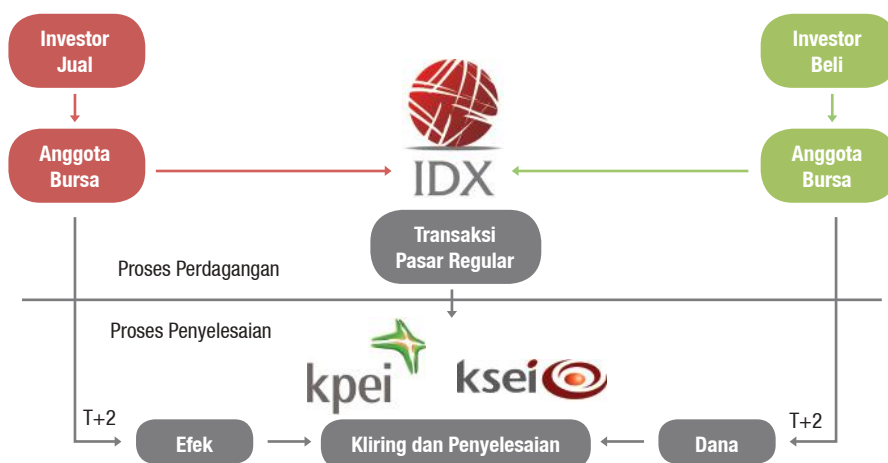 Investor
Jual
Investor
Beli
Anggota
Bursa
IDX
Anggota
Bursa
Transaksi
Pasar Regular
Proses Perdagangan
Proses Penyelesaian
kpei
ksei
T+2
T+2
Efek
Kliring dan Penyelesaian
Dana